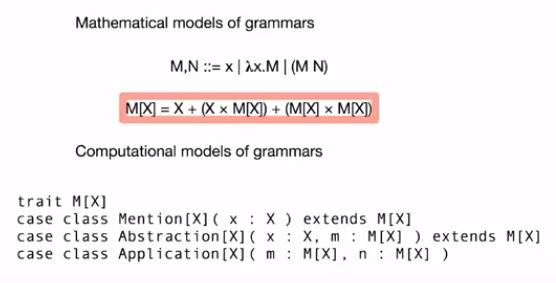 Mathematical models of grammars
M,N ::= x | λx.M | (M N)
M[X] = X + (X × M[X]) + (M[X] × M[X])
Computational models of grammars
trait M[X]
case class Mention[X]( x : X ) extends M[X]
case class Abstraction[X]( x : X, m : M[X] ) extends M[X]
case class Application[X]( m : M[X], n : M[X] )